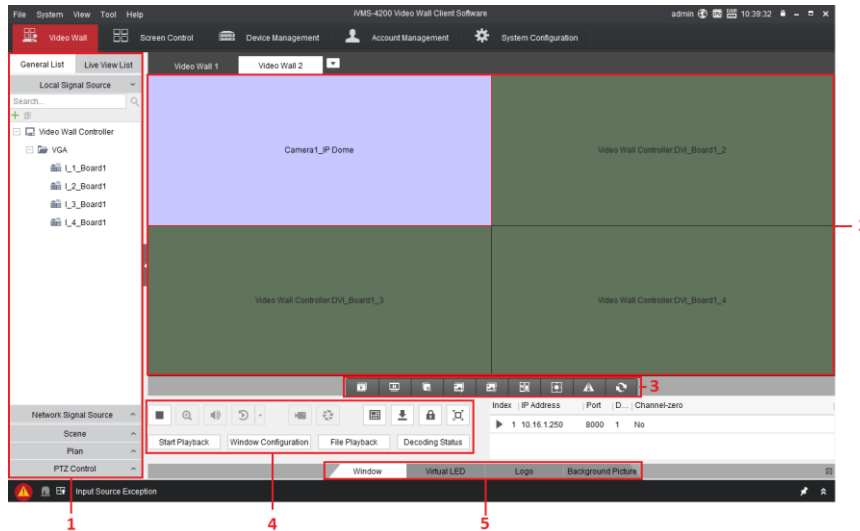 File System View Tool Help
iVMS-4200 Video Wall Client Software
admin 10:39:32
Video Wall
Screen Control
Device Management
Account Management
System Configuration
General List
Live View List
Video Wall 1
Video Wall 2
Local Signal Source
Search...
Video Wall Controller
VGA
I_1_Board1
I_2_Board1
I_3_Board1
I_4_Board1
Camera1_IP Dome
Video Wall Controller:DVI_Board1_2
Video Wall Controller:DVI_Board1_3
Video Wall Controller:DVI_Board1_4
3
Network Signal Source
Scene
Plan
PTZ Control
Start Playback
Window Configuration
File Playback
Decoding Status
Index IP Address Port D... Channel-zero
1 10.16.1.250 8000 1 No
Window
Virtual LED
Logo
Background Picture
Input Source Exception
1
4
5